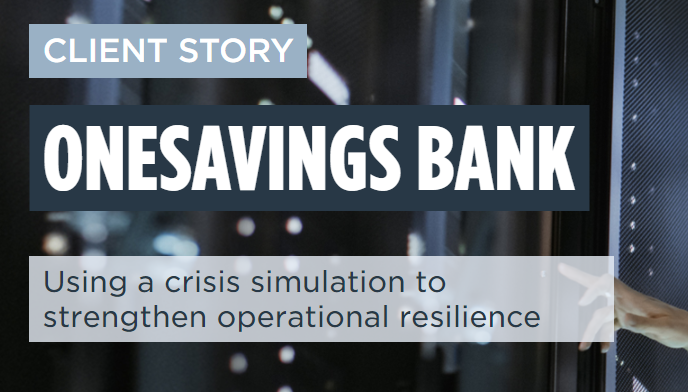 CLIENT STORY
ONESAVINGS BANK
Using a crisis simulation to
strengthen operational resilience